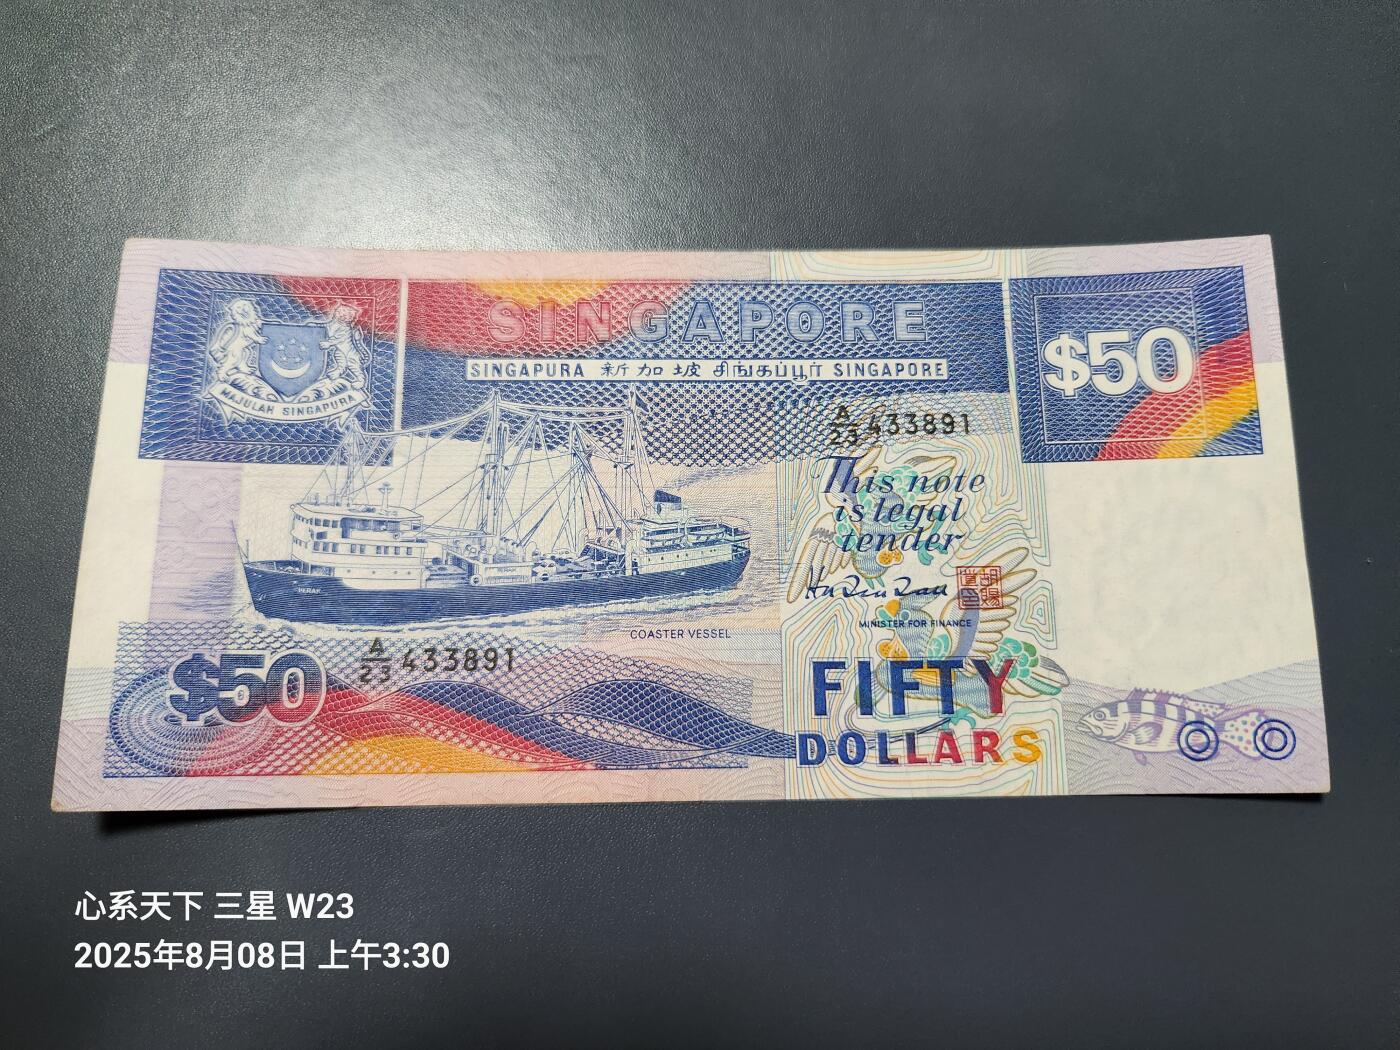 SINGAPORE
SINGAPURA 新加坡 சிங்கப்பூர் SINGAPORE
MAJULAH SINGAPURA
$50
A/23 433891
This note
is legal
tender
PERAK
MINISTER FOR FINANCE
COASTER VESSEL
A/23 433891
$50
FIFTY
DOLLARS
心系天下 三星 W23
2025年8月08日 上午3:30